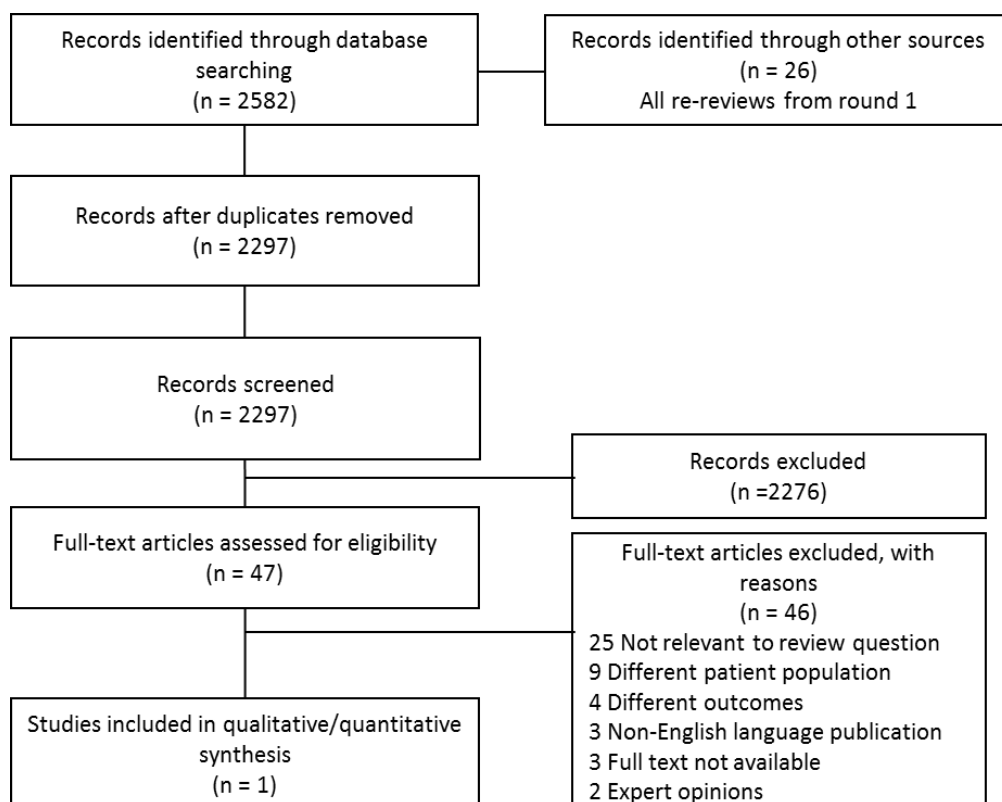 Records identified through database
searching
(n = 2582)
Records identified through other sources
(n = 26)
All re-reviews from round 1
Records after duplicates removed
(n = 2297)
Records screened
(n = 2297)
Records excluded
(n =2276)
Full-text articles assessed for eligibility
(n = 47)
Full-text articles excluded, with
reasons
(n = 46)
25 Not relevant to review question
9 Different patient population
4 Different outcomes
3 Non-English language publication
3 Full text not available
2 Expert opinions
Studies included in qualitative/quantitative
synthesis
(n = 1)